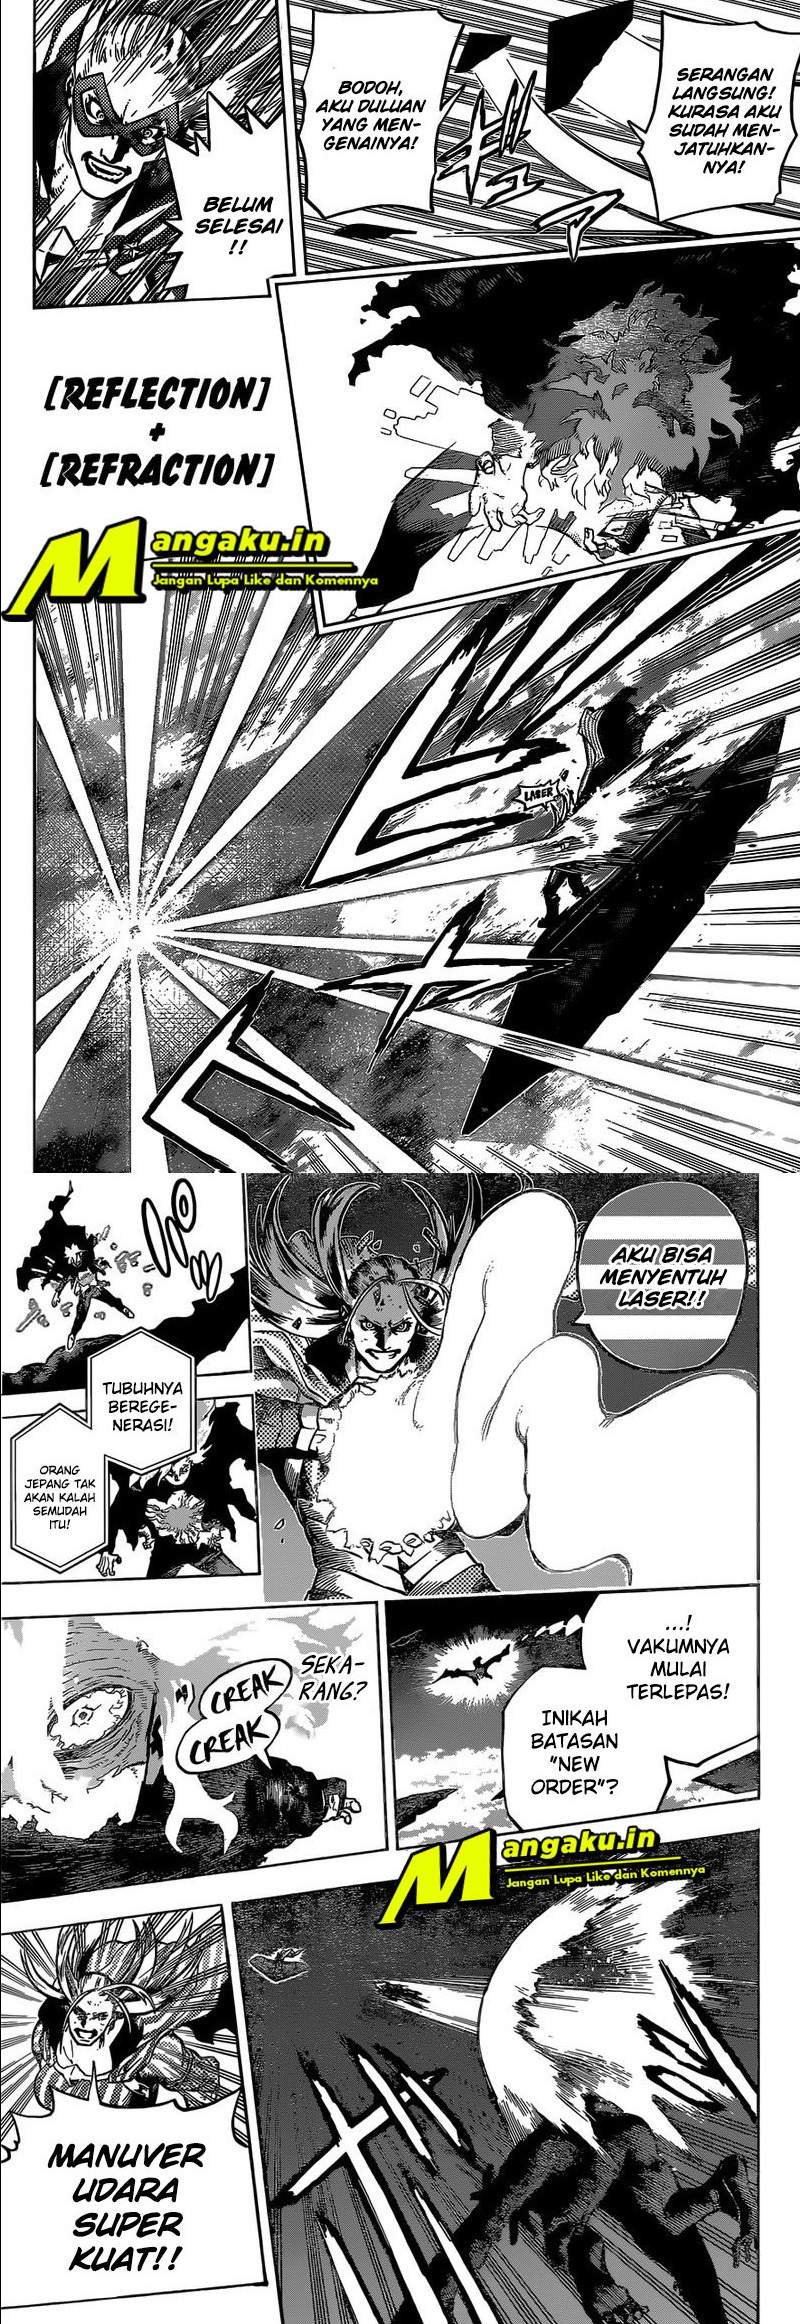 SERANGAN
LANGSUNG!
KURASA AKU
SUDAH MEN-
JATUHKAN-
NYA!
BODOH,
AKU DULUAN
YANG MEN-
GENAINYA!
ギュア
BELUM
SELESAI
!!
[REFLECTION]
+
[REFRACTION]
Mangaku.in
Jangan Lupa Like dan Komennya
LASER
AKU BISA
MENYENTUH
LASER!!
TUBUHNYA
BEREGE-
NERASI!
ORANG
JEPANG TAK
AKAN KALAH
SEMUDAH
ITU!
...!
VAKUMNYA
MULAI
TERLEPAS!
INIKAH
BATASAN
"NEW
ORDER"?
SEKA-
RANG?
CREAK
CREAK
Mangaku.in
Jangan Lupa Like dan Komennya
MANUVER
UDARA
SUPER
KUAT!!